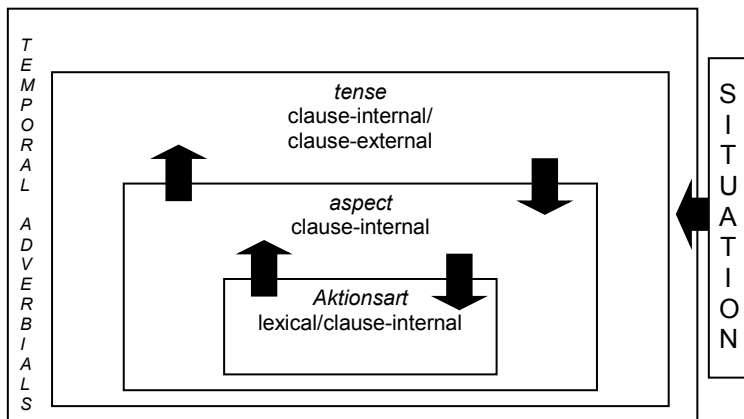 TEMPORAL ADVERBIALS
tense
clause-internal/
clause-external
aspect
clause-internal
Aktionsart
lexical/clause-internal
SITUATION